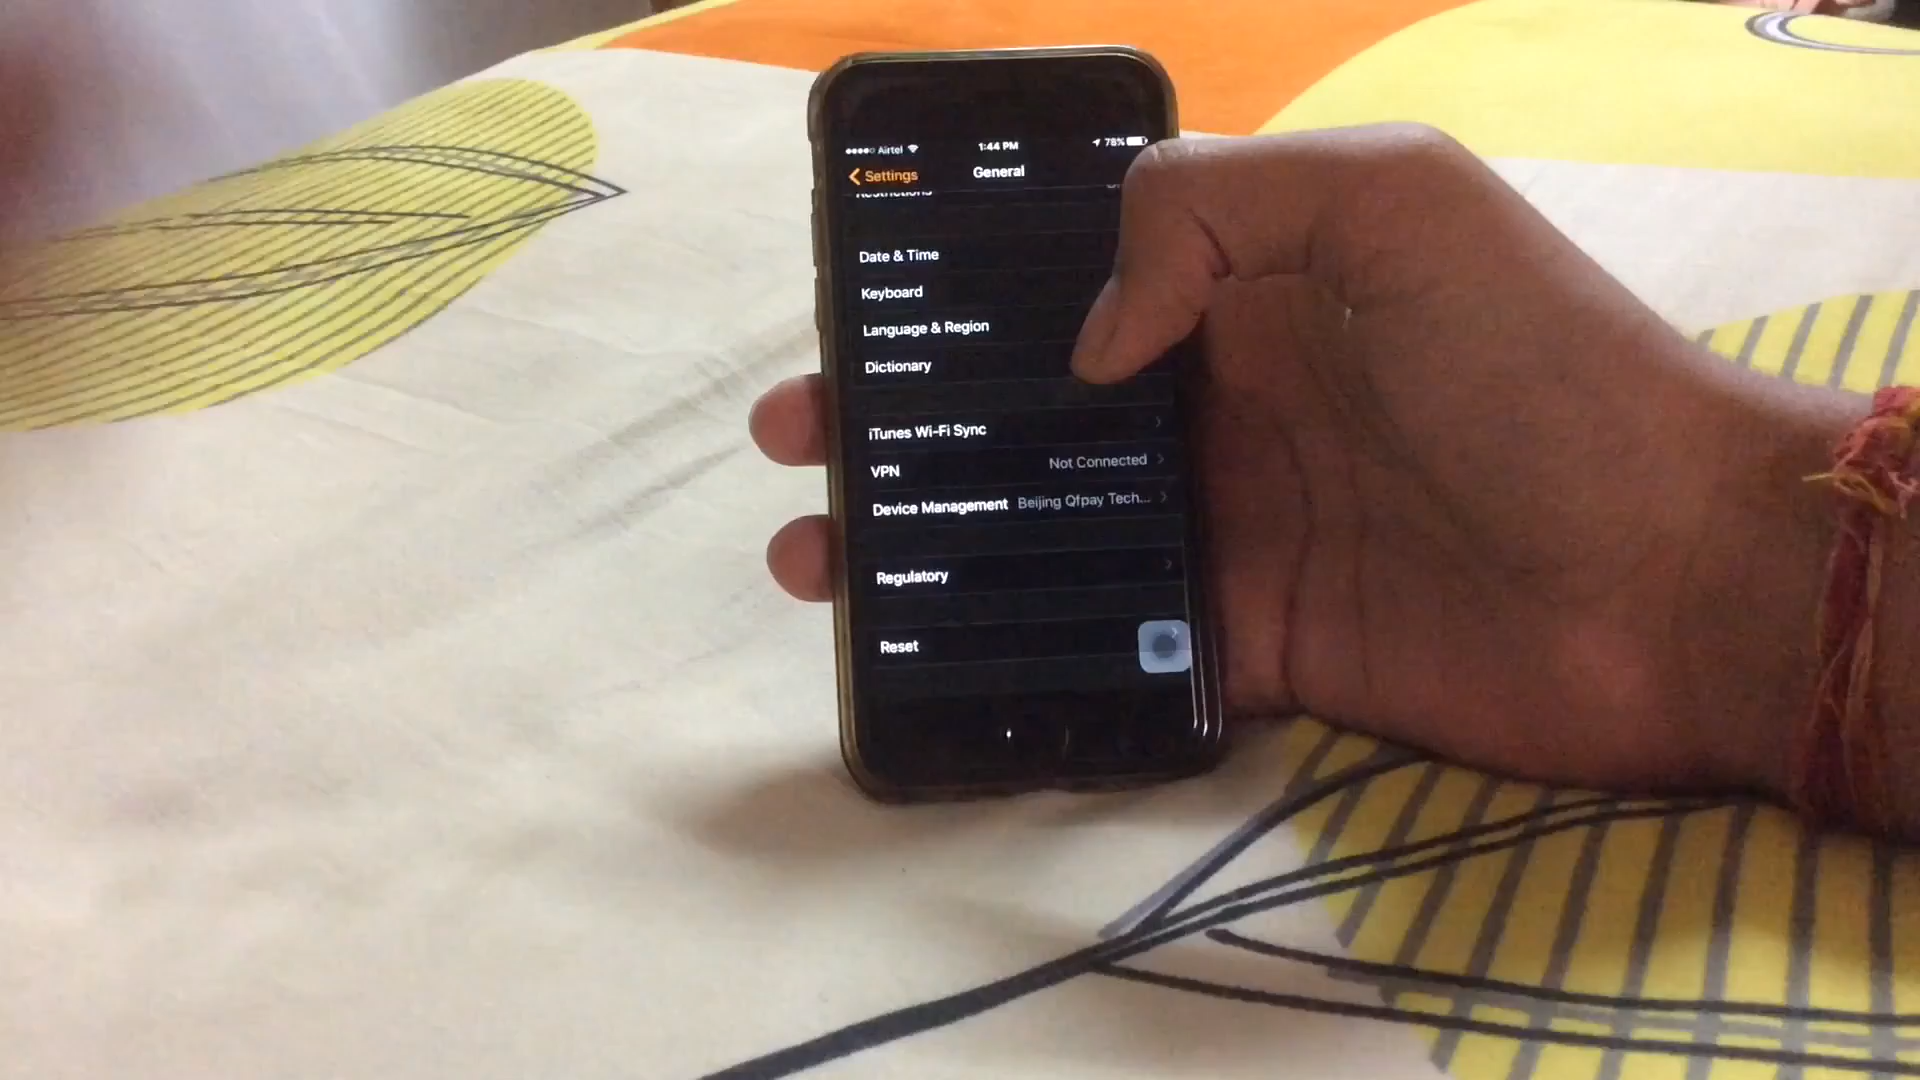 Airtel 1:44 PM 78%
Settings General
Restrictions
Date & Time
Keyboard
Language & Region
Dictionary
iTunes Wi-Fi Sync
VPN Not Connected
Device Management Beijing Qfpay Tech...
Regulatory
Reset